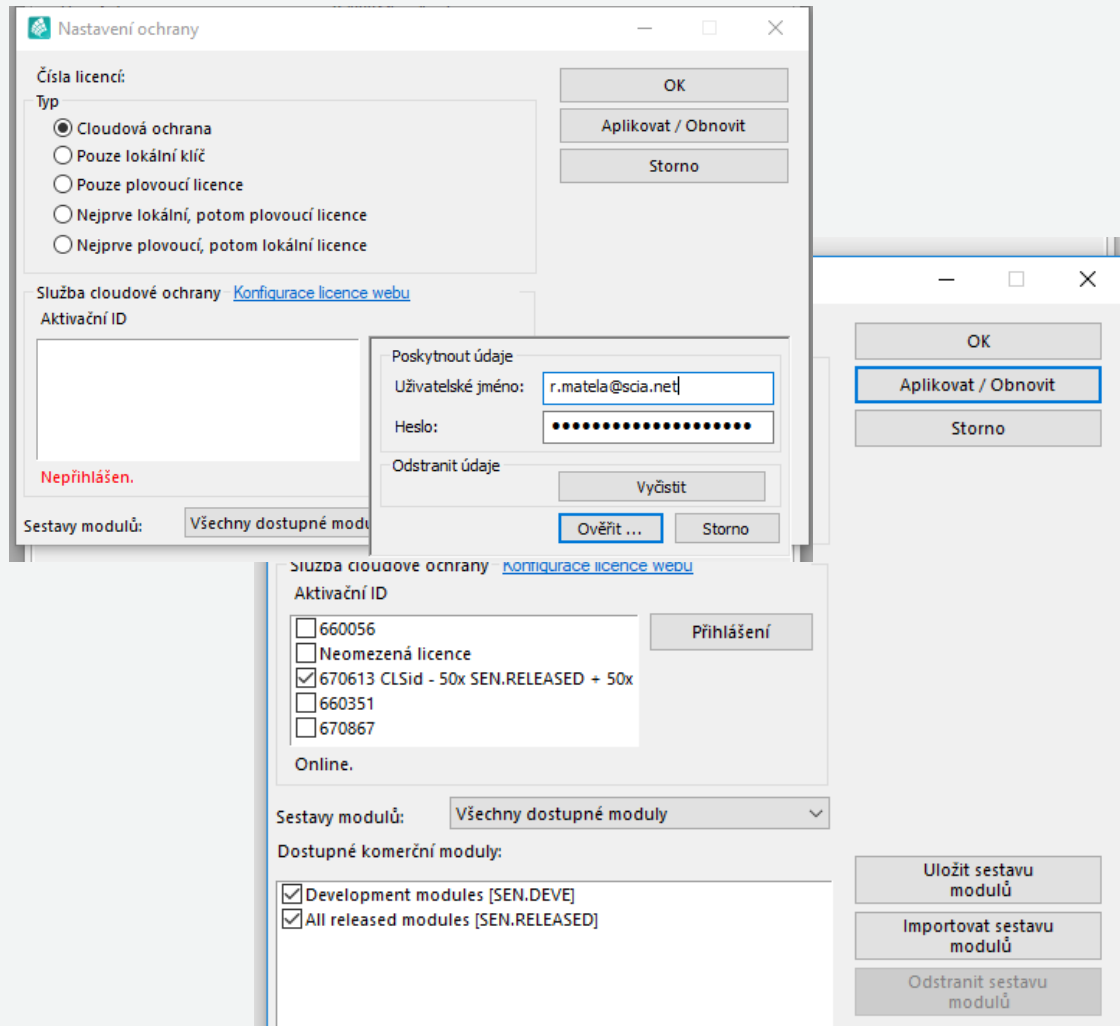 Nastavení ochrany
Čísla licencí:
OK
Typ
Aplikovat / Obnovit
Cloudová ochrana
Pouze lokální klíč
Storno
Pouze plovoucí licence
Nejprve lokální, potom plovoucí licence
Nejprve plovoucí, potom lokální licence
Služba cloudové ochrany Konfigurace licence webu
Aktivační ID
Nepřihlášen.
Sestavy modulů:
Všechny dostupné modu
Poskytnout údaje
Uživatelské jméno: r.matela@scia.net
Heslo: ••••••••••••••••••••
Odstranit údaje
Vyčistit
Ověřit ...
Storno
OK
Aplikovat / Obnovit
Storno
Služba cloudové ochrany Konfigurace licence webu
Aktivační ID
660056
Neomezená licence
670613 CLSid - 50x SEN.RELEASED + 50x
660351
670867
Přihlášení
Online.
Sestavy modulů: Všechny dostupné moduly
Dostupné komerční moduly:
Development modules [SEN.DEVE]
All released modules [SEN.RELEASED]
Uložit sestavu
modulů
Importovat sestavu
modulů
Odstranit sestavu
modulů